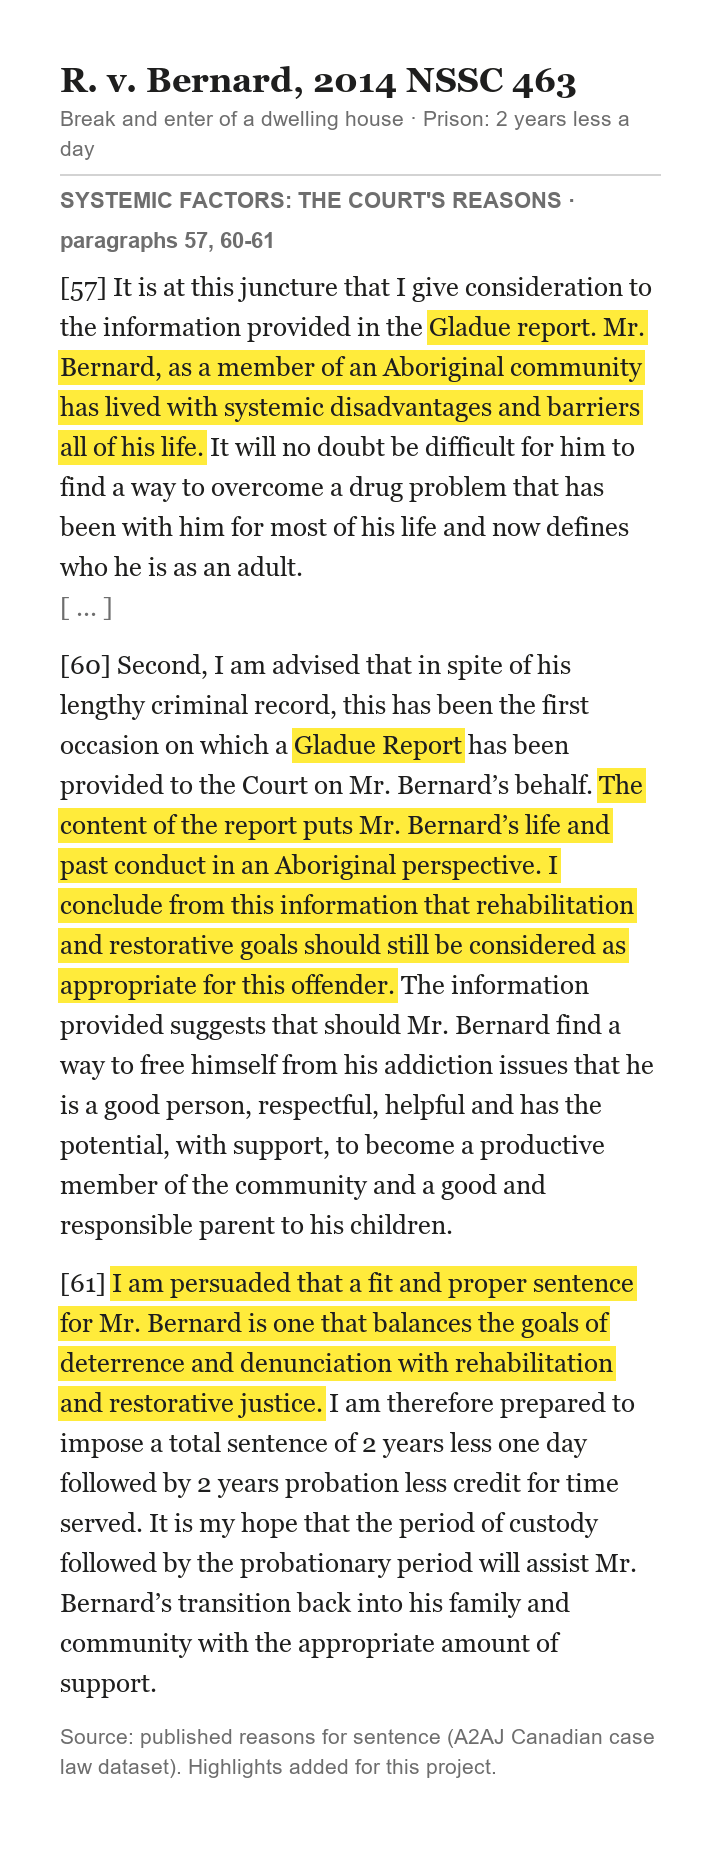 R. v. Bernard, 2014 NSSC 463
Break and enter of a dwelling house · Prison: 2 years less a
day
SYSTEMIC FACTORS: THE COURT'S REASONS ·
paragraphs 57, 60-61
[57] It is at this juncture that I give consideration to
the information provided in the Gladue report. Mr.
Bernard, as a member of an Aboriginal community
has lived with systemic disadvantages and barriers
all of his life. It will no doubt be difficult for him to
find a way to overcome a drug problem that has
been with him for most of his life and now defines
who he is as an adult.
[ ... ]
[60] Second, I am advised that in spite of his
lengthy criminal record, this has been the first
occasion on which a Gladue Report has been
provided to the Court on Mr. Bernard’s behalf. The
content of the report puts Mr. Bernard’s life and
past conduct in an Aboriginal perspective. I
conclude from this information that rehabilitation
and restorative goals should still be considered as
appropriate for this offender. The information
provided suggests that should Mr. Bernard find a
way to free himself from his addiction issues that he
is a good person, respectful, helpful and has the
potential, with support, to become a productive
member of the community and a good and
responsible parent to his children.
[61] I am persuaded that a fit and proper sentence
for Mr. Bernard is one that balances the goals of
deterrence and denunciation with rehabilitation
and restorative justice. I am therefore prepared to
impose a total sentence of 2 years less one day
followed by 2 years probation less credit for time
served. It is my hope that the period of custody
followed by the probationary period will assist Mr.
Bernard’s transition back into his family and
community with the appropriate amount of
support.
Source: published reasons for sentence (A2AJ Canadian case
law dataset). Highlights added for this project.